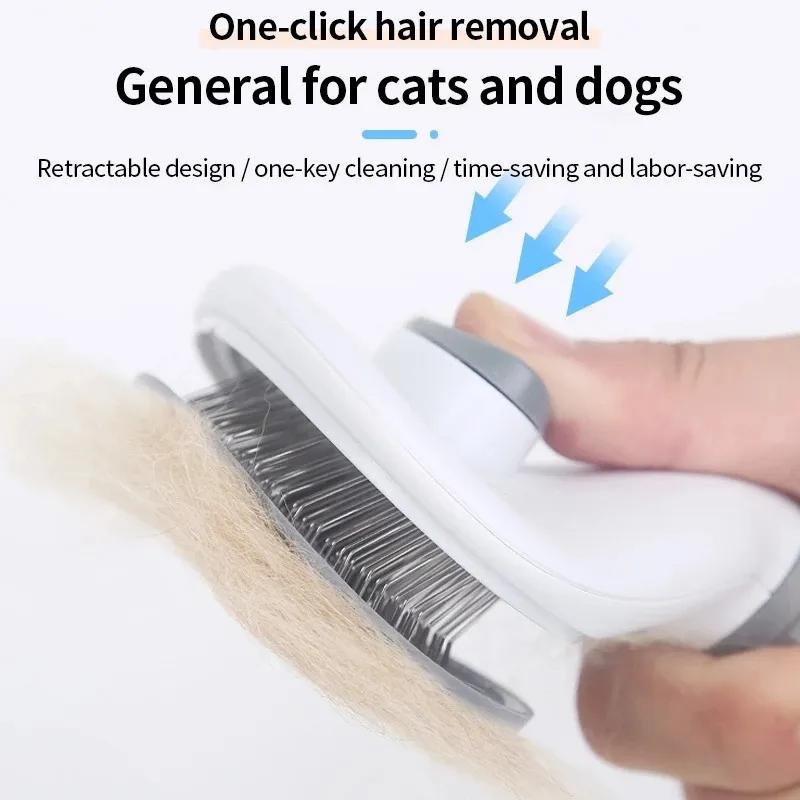 One-click hair removal
General for cats and dogs
Retractable design / one-key cleaning / time-saving and labor-saving